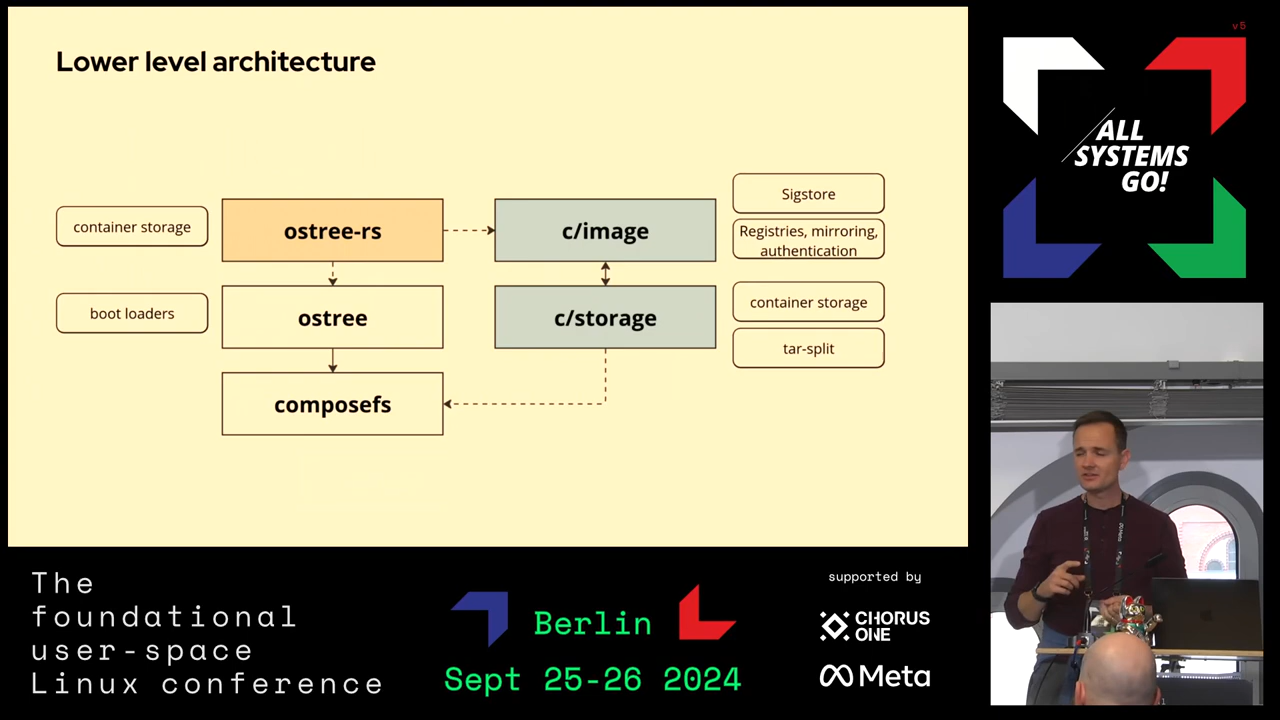 Lower level architecture
container storage
ostree-rs
c/image
Sigstore
Registries, mirroring,
authentication
boot loaders
ostree
c/storage
container storage
tar-split
composefs
v5
ALL
SYSTEMS
GO!
The
foundational
user-space
Linux conference
Berlin
Sept 25-26 2024
supported by
CHORUS
ONE
Meta